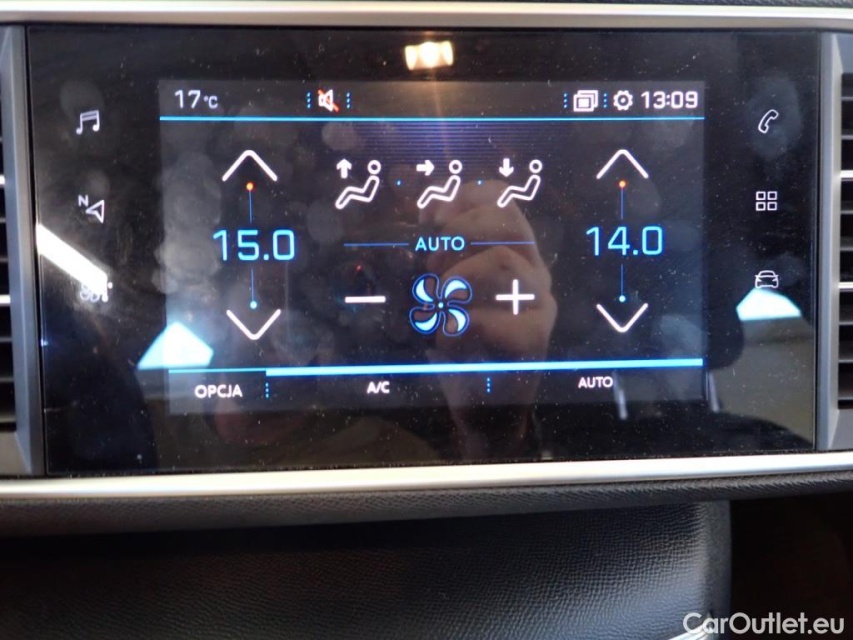 17°C 13:09
N
15.0 AUTO 14.0
OPCJA A/C AUTO
CarOutlet.eu